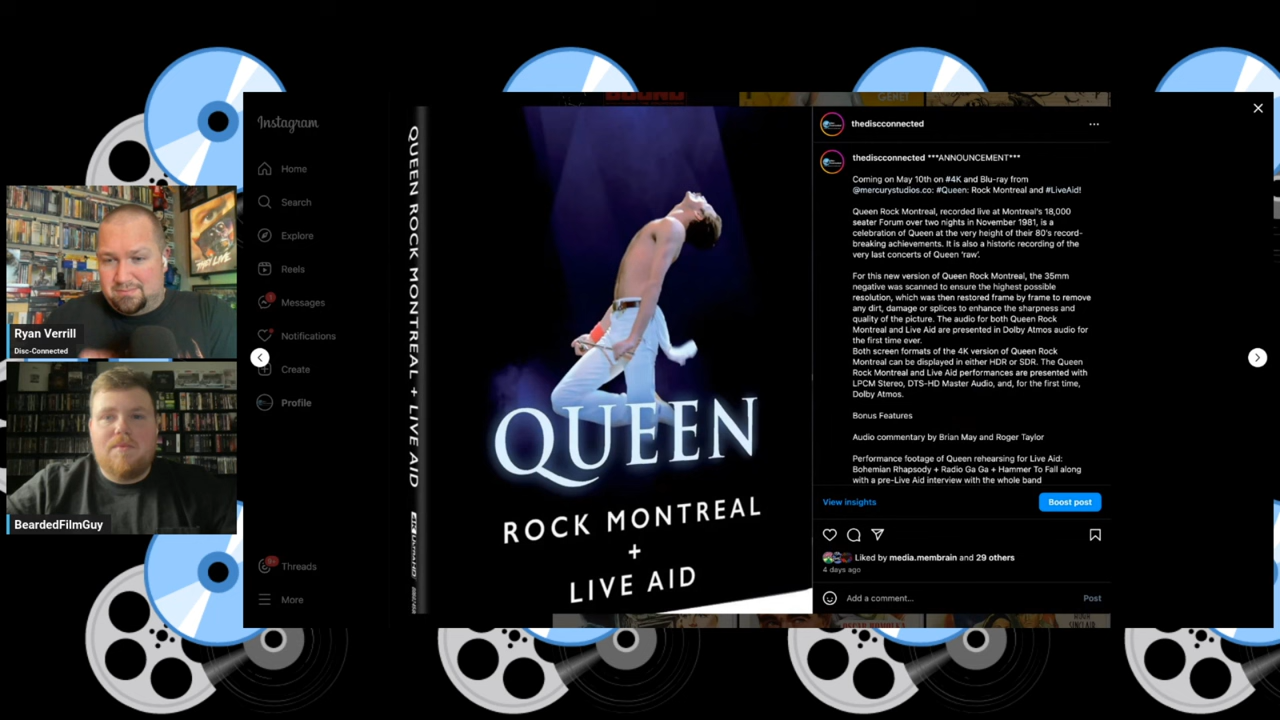 Instagram
Home
Search
Explore
Reels
Messages
Notifications
Create
Profile
Threads
9+
More
Ryan Verrill
Disc-Connected
BeardedFilmGuy
THEY LIVE
GENET
QUEEN ROCK MONTREAL + LIVE AID
QUEEN
ROCK MONTREAL
+
LIVE AID
thediscconnected
thediscconnected ***ANNOUNCEMENT***
Coming on May 10th on #4K and Blu-ray from
@mercurystudios.co: #Queen: Rock Montreal and #LiveAid!
Queen Rock Montreal, recorded live at Montreal's 18,000
seater Forum over two nights in November 1981, is a
celebration of Queen at the very height of their 80's record-
breaking achievements. It is also a historic recording of the
very last concerts of Queen 'raw'.
For this new version of Queen Rock Montreal, the 35mm
negative was scanned to ensure the highest possible
resolution, which was then restored frame by frame to remove
any dirt, damage or splices to enhance the sharpness and
quality of the picture. The audio for both Queen Rock
Montreal and Live Aid are presented in Dolby Atmos audio for
the first time ever.
Both screen formats of the 4K version of Queen Rock
Montreal can be displayed in either HDR or SDR. The Queen
Rock Montreal and Live Aid performances are presented with
LPCM Stereo, DTS-HD Master Audio, and, for the first time,
Dolby Atmos.
Bonus Features
Audio commentary by Brian May and Roger Taylor
Performance footage of Queen rehearsing for Live Aid:
Bohemian Rhapsody + Radio Ga Ga + Hammer To Fall along
with a pre-Live Aid interview with the whole band
View insights
Boost post
Liked by media.membrain and 29 others
4 days ago
Add a comment...
Post